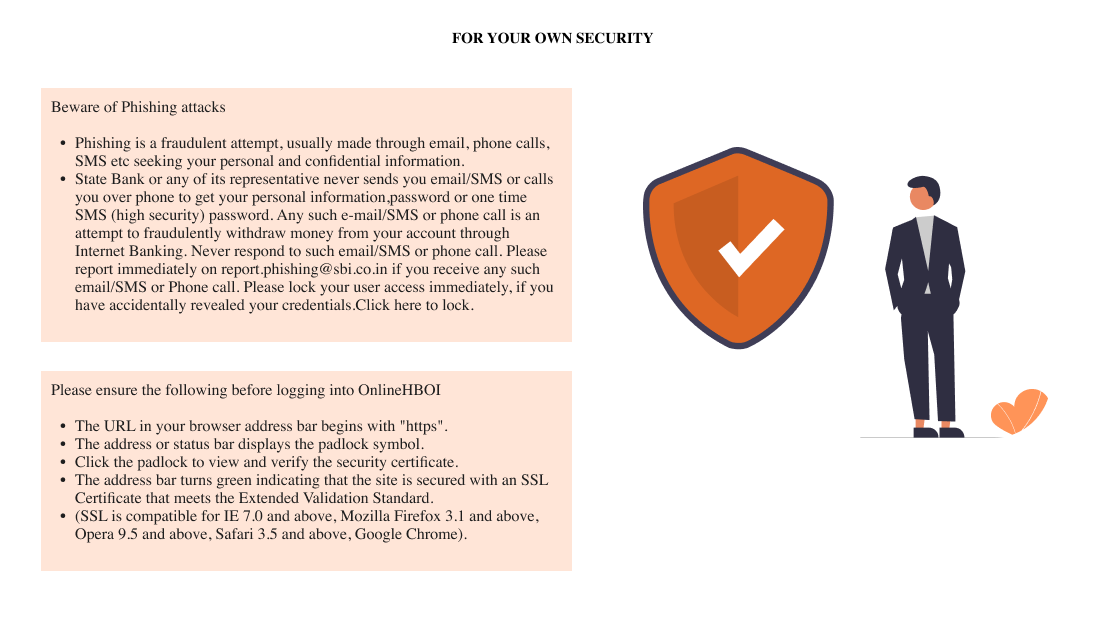 FOR YOUR OWN SECURITY
Beware of Phishing attacks
• Phishing is a fraudulent attempt, usually made through email, phone calls,
SMS etc seeking your personal and confidential information.
• State Bank or any of its representative never sends you email/SMS or calls
you over phone to get your personal information,password or one time
SMS (high security) password. Any such e-mail/SMS or phone call is an
attempt to fraudulently withdraw money from your account through
Internet Banking. Never respond to such email/SMS or phone call. Please
report immediately on report.phishing@sbi.co.in if you receive any such
email/SMS or Phone call. Please lock your user access immediately, if you
have accidentally revealed your credentials.Click here to lock.
Please ensure the following before logging into OnlineHBOI
• The URL in your browser address bar begins with "https".
• The address or status bar displays the padlock symbol.
• Click the padlock to view and verify the security certificate.
• The address bar turns green indicating that the site is secured with an SSL
Certificate that meets the Extended Validation Standard.
• (SSL is compatible for IE 7.0 and above, Mozilla Firefox 3.1 and above,
Opera 9.5 and above, Safari 3.5 and above, Google Chrome).